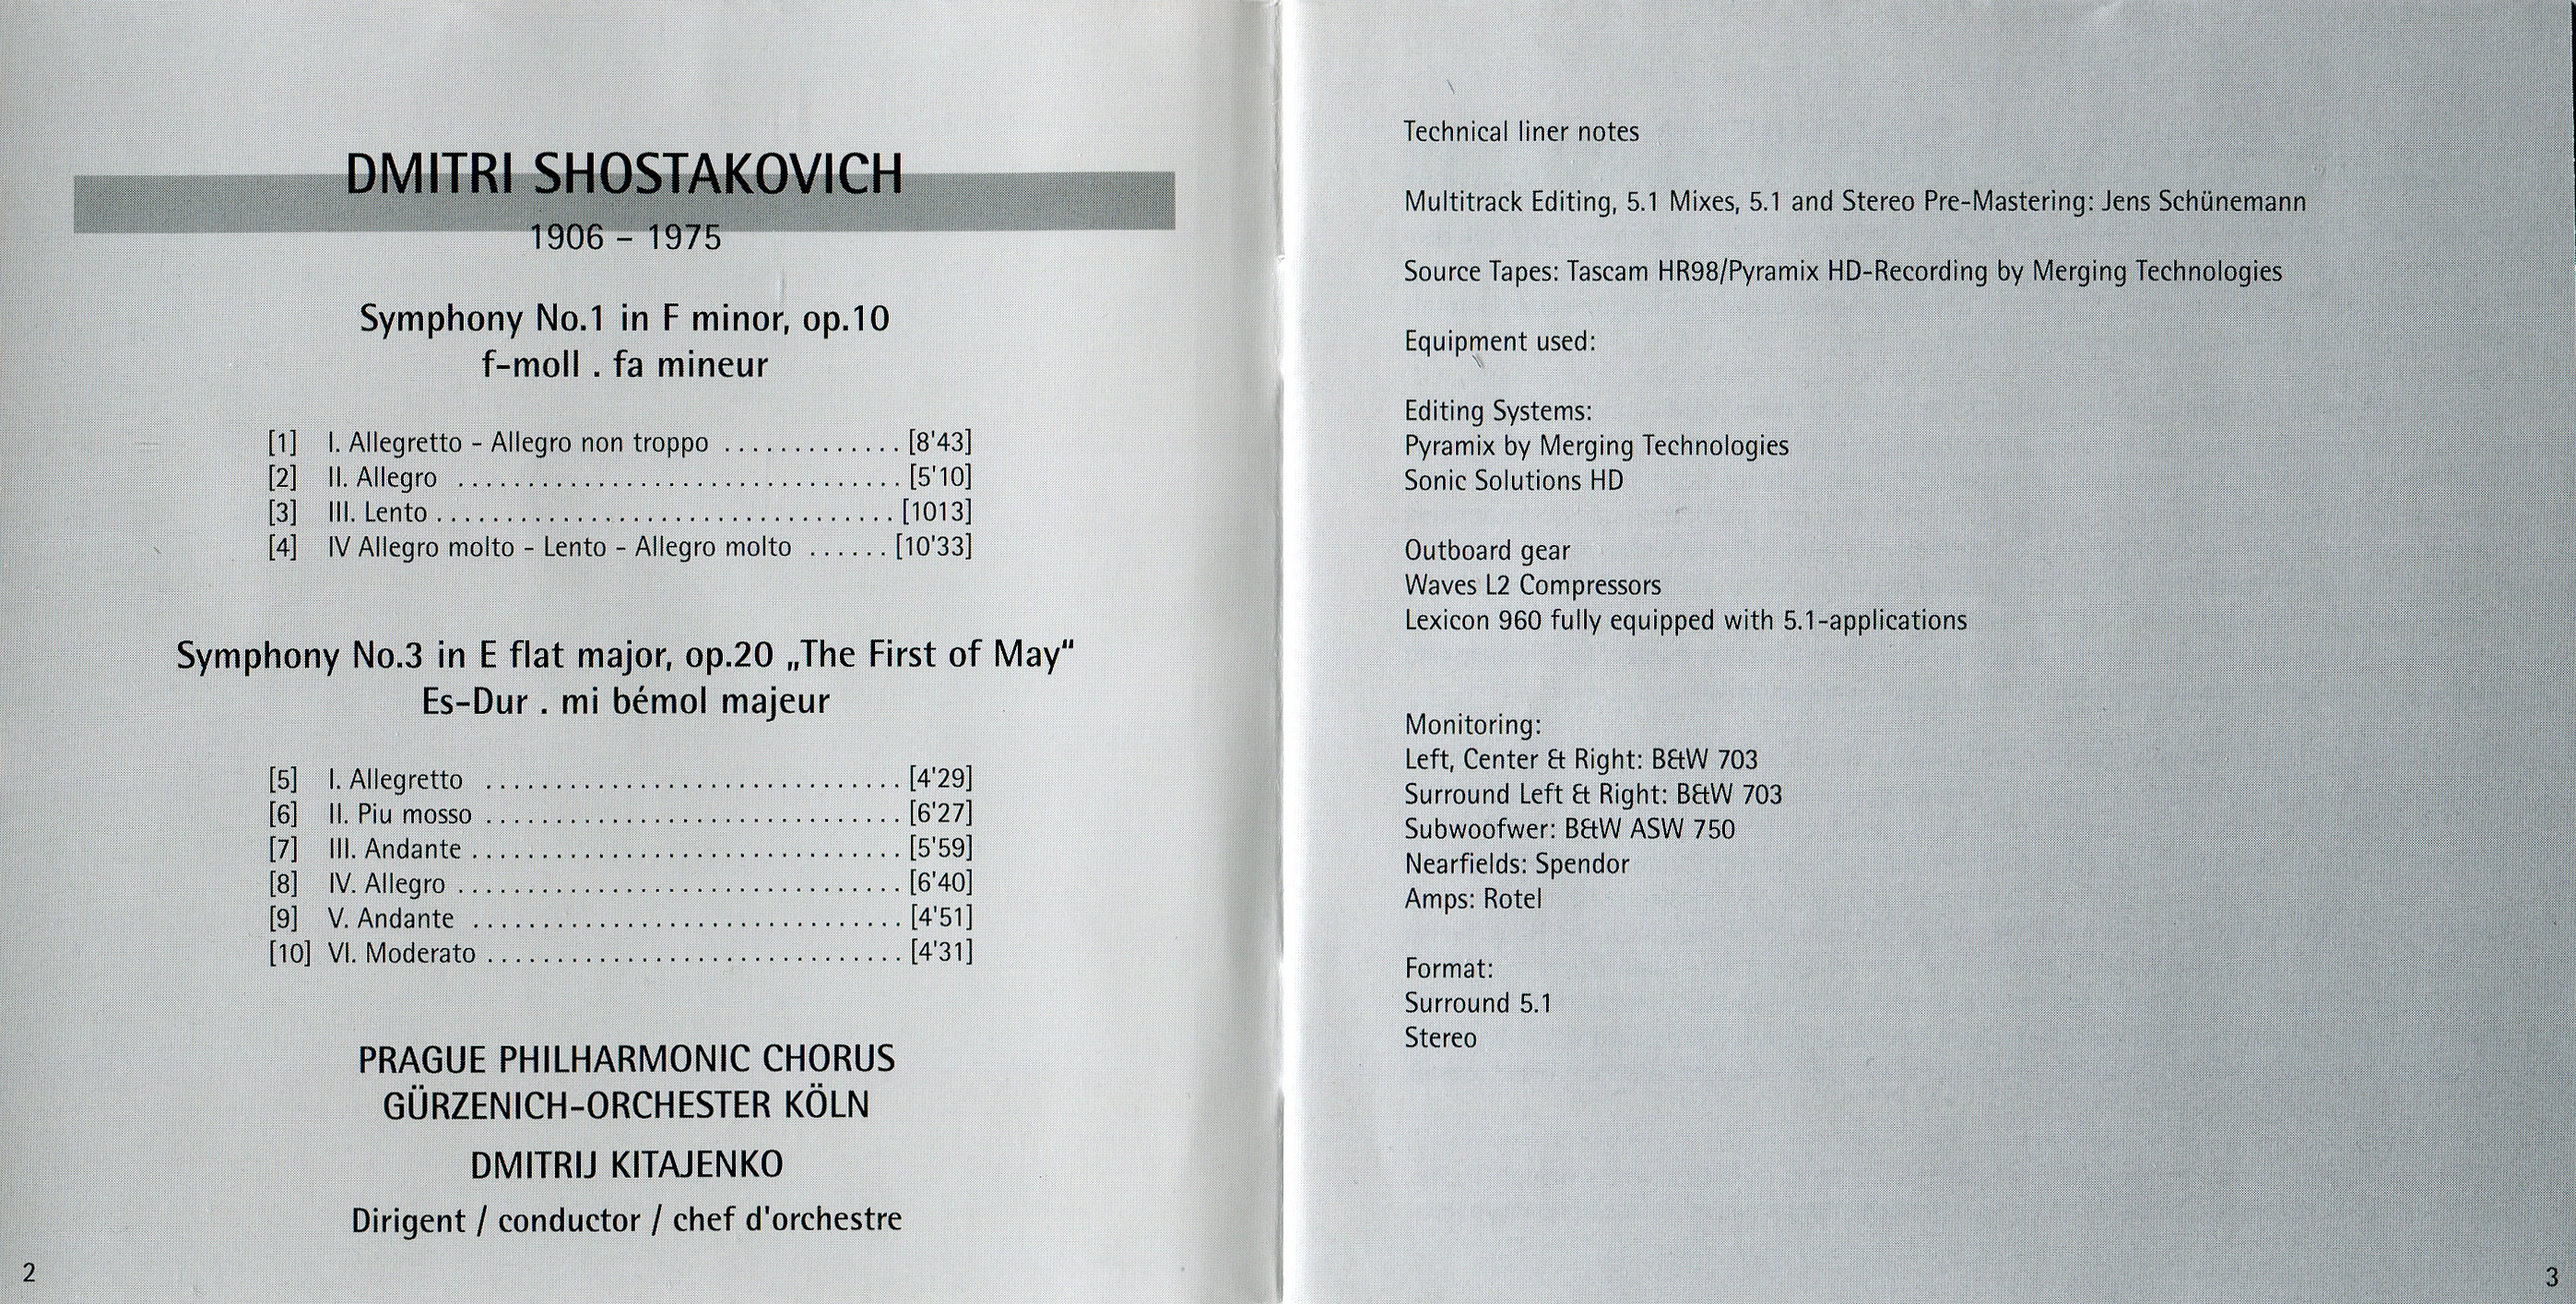 DMITRI SHOSTAKOVICH
1906 – 1975
Symphony No.1 in F minor, op.10
f-moll . fa mineur
[1] I. Allegretto - Allegro non troppo . . . . . . . . . . . . . [8'43]
[2] II. Allegro . . . . . . . . . . . . . . . . . . . . . . . . . . . . . . . . [5'10]
[3] III. Lento . . . . . . . . . . . . . . . . . . . . . . . . . . . . . . . . . [1013]
[4] IV Allegro molto - Lento - Allegro molto . . . . . . [10'33]
Symphony No.3 in E flat major, op.20 „The First of May“
Es-Dur . mi bémol majeur
[5] I. Allegretto . . . . . . . . . . . . . . . . . . . . . . . . . . . . . . [4'29]
[6] II. Piu mosso . . . . . . . . . . . . . . . . . . . . . . . . . . . . . . [6'27]
[7] III. Andante . . . . . . . . . . . . . . . . . . . . . . . . . . . . . . . [5'59]
[8] IV. Allegro . . . . . . . . . . . . . . . . . . . . . . . . . . . . . . . . [6'40]
[9] V. Andante . . . . . . . . . . . . . . . . . . . . . . . . . . . . . . . [4'51]
[10] VI. Moderato . . . . . . . . . . . . . . . . . . . . . . . . . . . . . . [4'31]
PRAGUE PHILHARMONIC CHORUS
GÜRZENICH-ORCHESTER KÖLN
DMITRIJ KITAJENKO
Dirigent / conductor / chef d'orchestre
2
Technical liner notes
Multitrack Editing, 5.1 Mixes, 5.1 and Stereo Pre-Mastering: Jens Schünemann
Source Tapes: Tascam HR98/Pyramix HD-Recording by Merging Technologies
Equipment used:
Editing Systems:
Pyramix by Merging Technologies
Sonic Solutions HD
Outboard gear
Waves L2 Compressors
Lexicon 960 fully equipped with 5.1-applications
Monitoring:
Left, Center & Right: B&W 703
Surround Left & Right: B&W 703
Subwoofwer: B&W ASW 750
Nearfields: Spendor
Amps: Rotel
Format:
Surround 5.1
Stereo
3